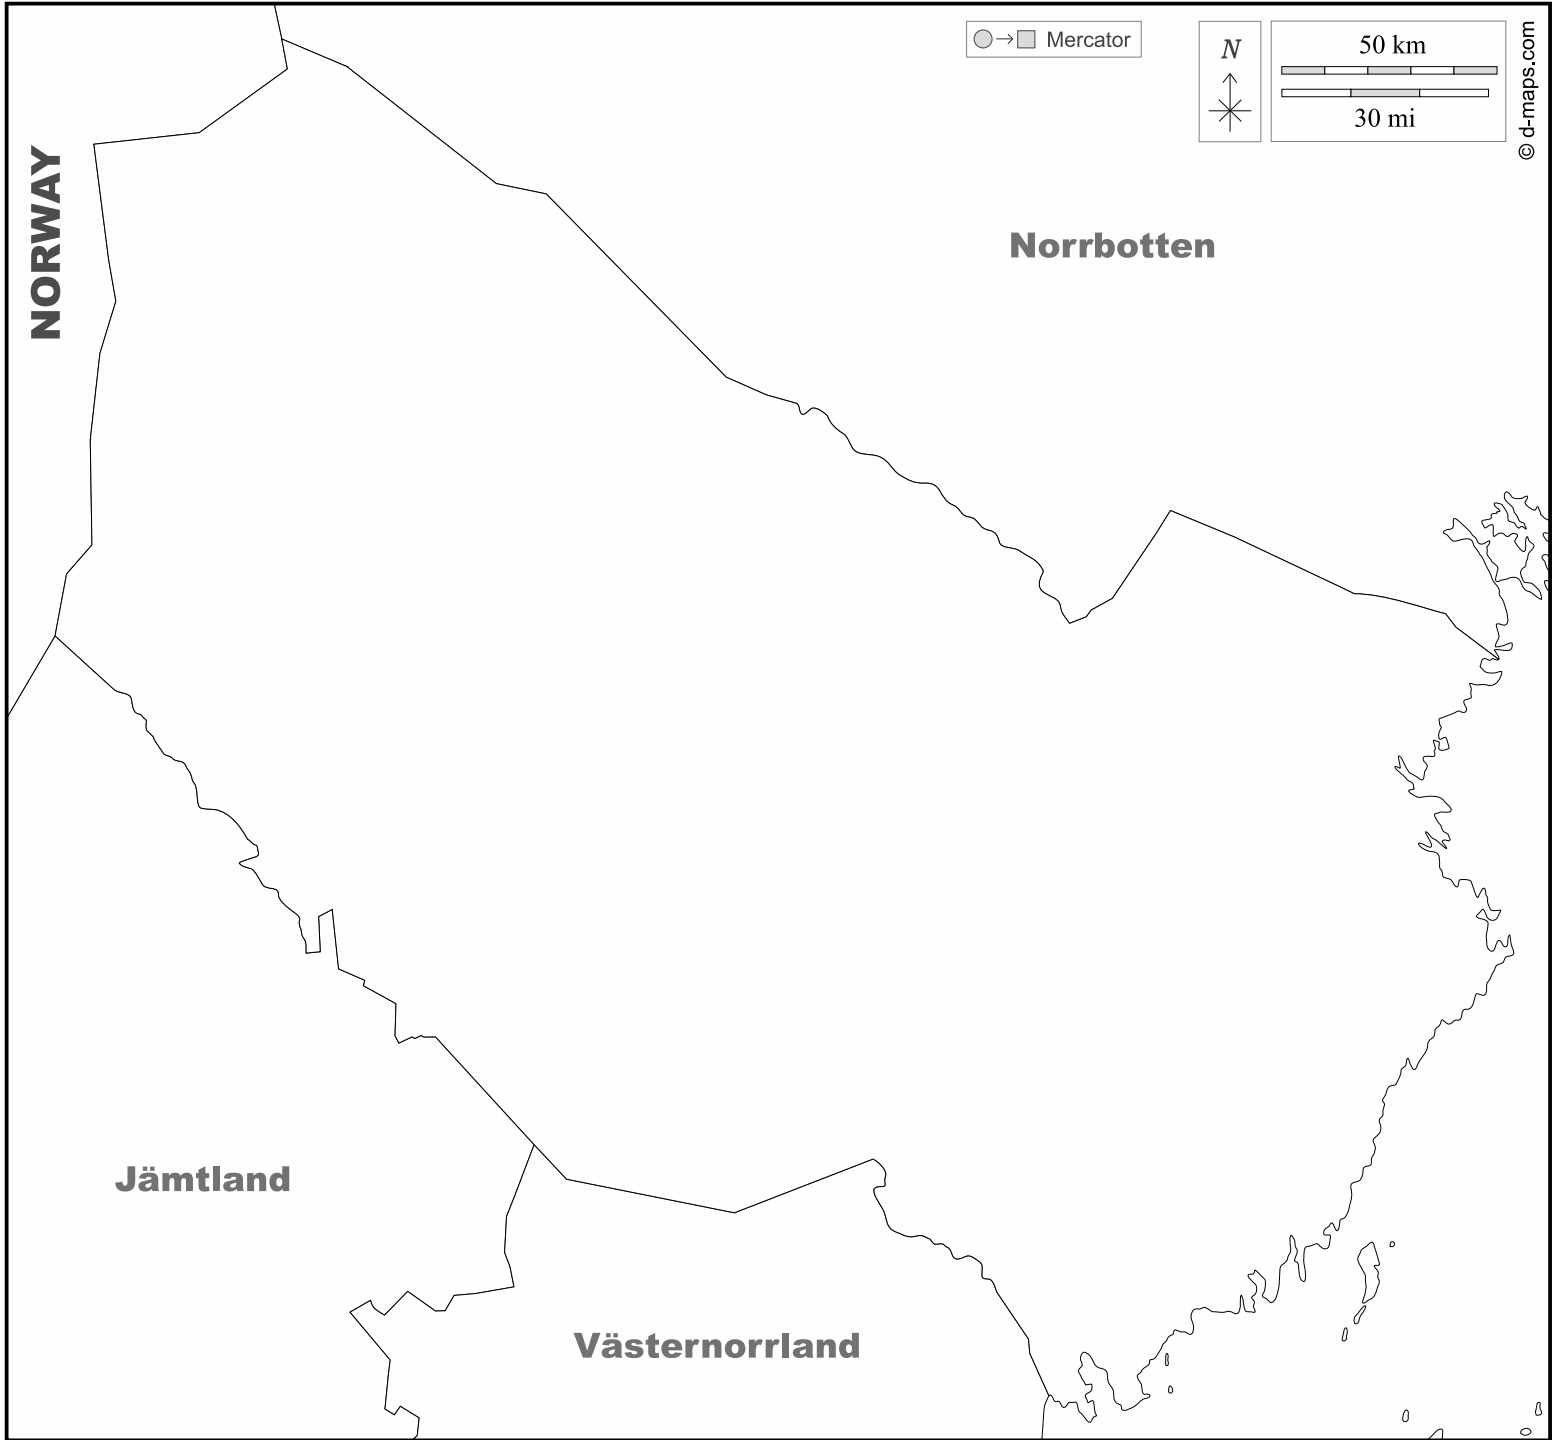 Mercator
N
50 km
30 mi
© d-maps.com
NORWAY
Norrbotten
Jämtland
Västernorrland